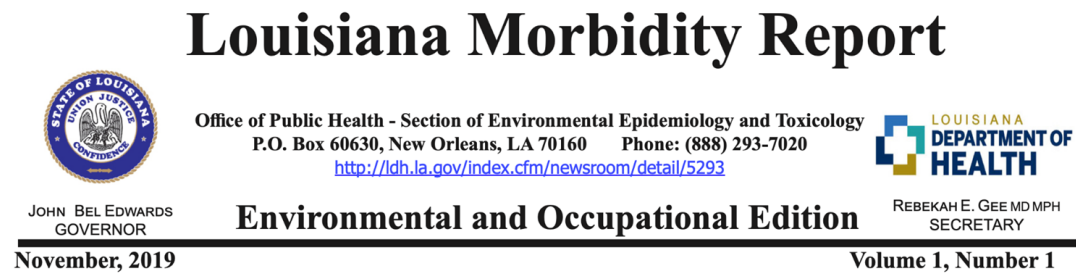 Louisiana Morbidity Report
STATE OF LOUISIANA
UNION JUSTICE
CONFIDENCE
Office of Public Health - Section of Environmental Epidemiology and Toxicology
P.O. Box 60630, New Orleans, LA 70160 Phone: (888) 293-7020
http://ldh.la.gov/index.cfm/newsroom/detail/5293
LOUISIANA
DEPARTMENT OF
HEALTH
JOHN BEL EDWARDS
GOVERNOR
Environmental and Occupational Edition
REBEKAH E. GEE MD MPH
SECRETARY
November, 2019
Volume 1, Number 1